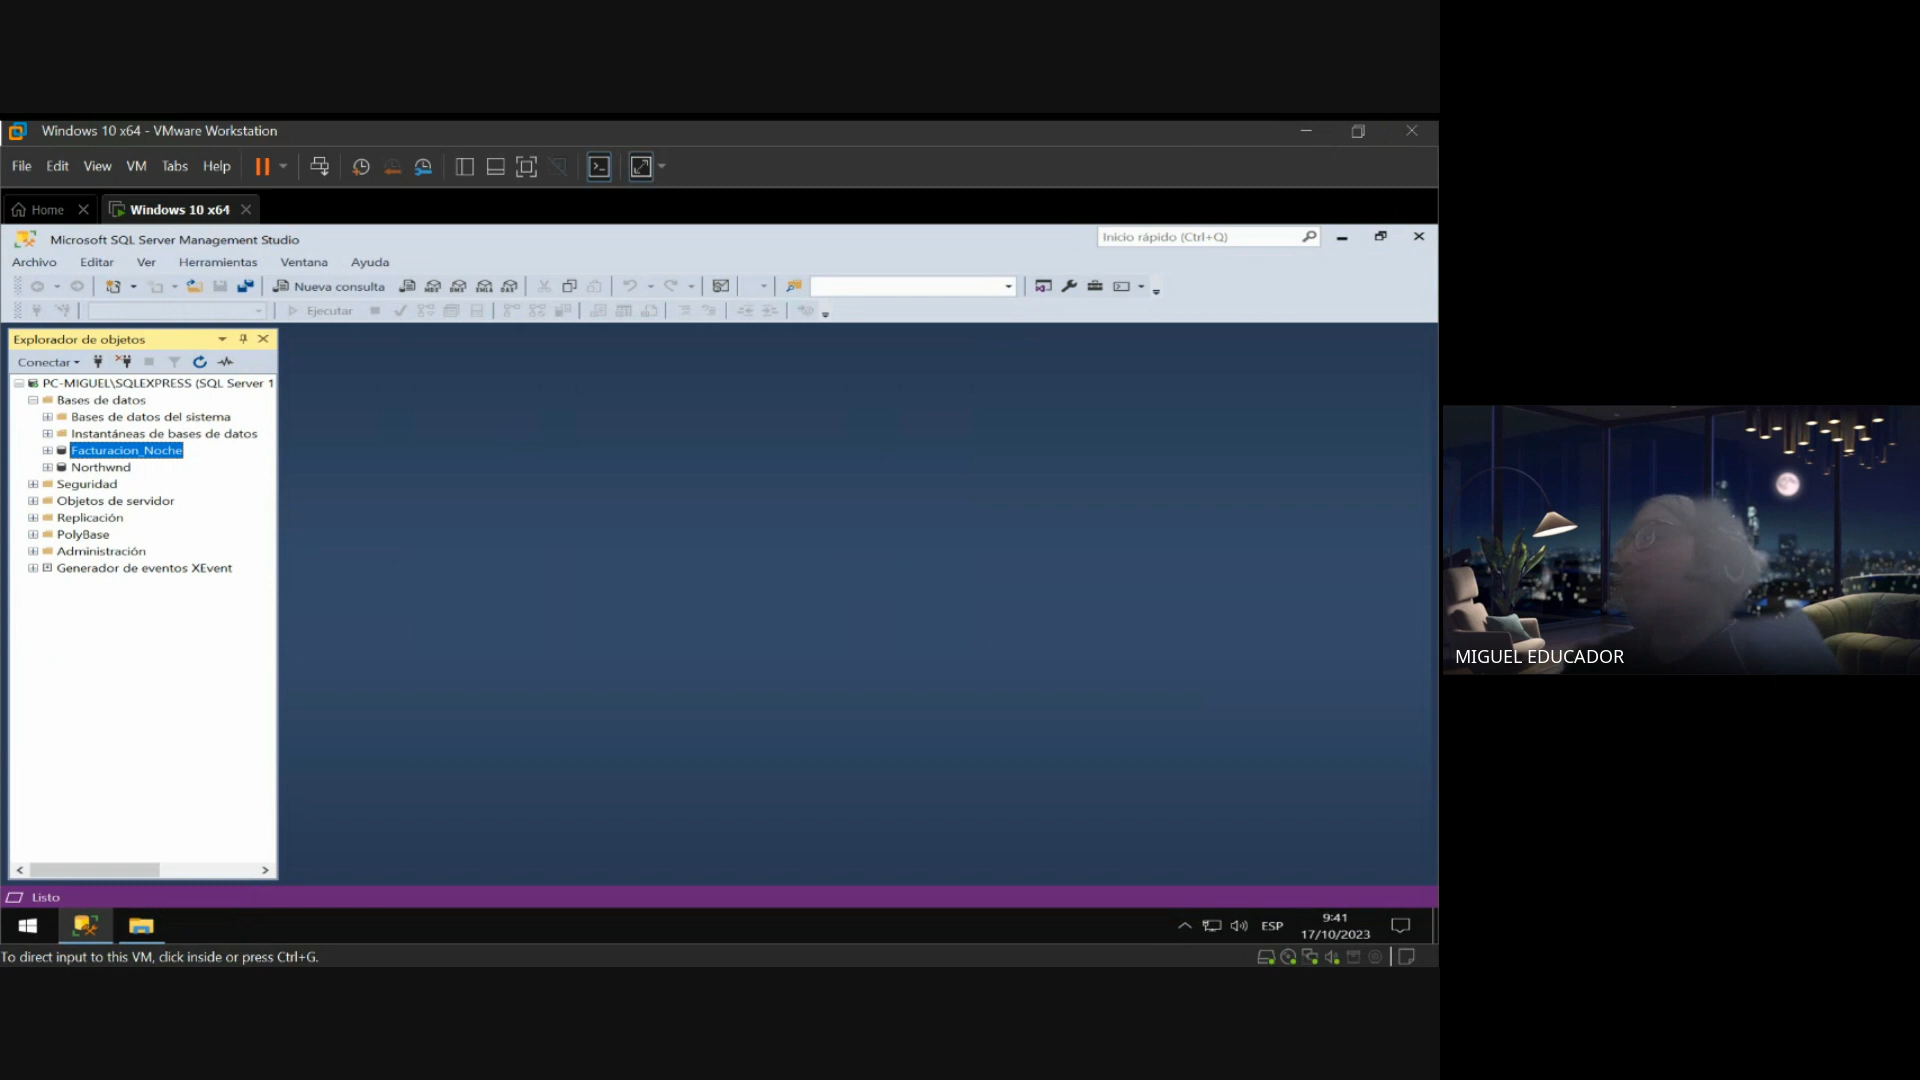 Windows 10 x64 - VMware Workstation
File Edit View VM Tabs Help
Home
Windows 10 x64
Microsoft SQL Server Management Studio
Inicio rápido (Ctrl+Q)
Archivo Editar Ver Herramientas Ventana Ayuda
Nueva consulta
Ejecutar
Explorador de objetos
Conectar
PC-MIGUEL\SQLEXPRESS (SQL Server 1
Bases de datos
Bases de datos del sistema
Instantáneas de bases de datos
Facturacion_Noche
Northwnd
Seguridad
Objetos de servidor
Replicación
PolyBase
Administración
Generador de eventos XEvent
Listo
ESP
9:41
17/10/2023
To direct input to this VM, click inside or press Ctrl+G.
MIGUEL EDUCADOR